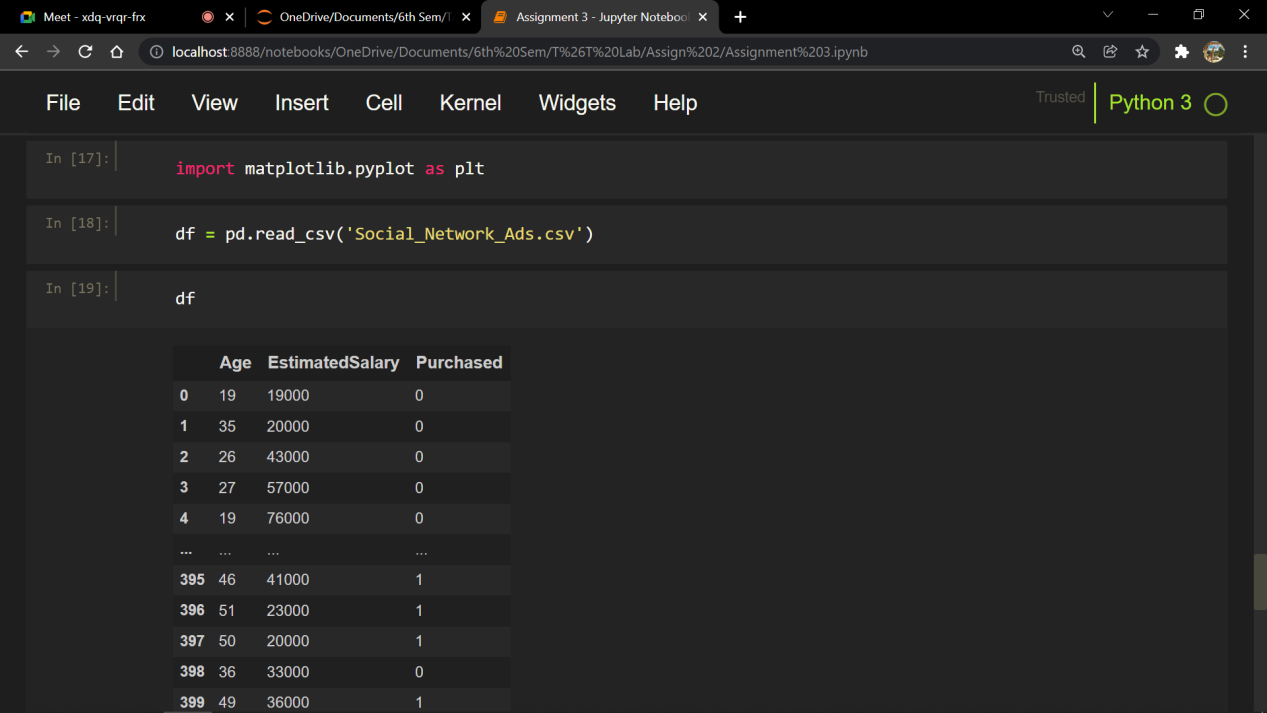 Meet - xdq-vrqr-frx
OneDrive/Documents/6th Sem/T
Assignment 3 - Jupyter Notebook
localhost:8888/notebooks/OneDrive/Documents/6th%20Sem/T%26T%20Lab/Assign%202/Assignment%203.ipynb
File Edit View Insert Cell Kernel Widgets Help
Trusted Python 3
In [17]: import matplotlib.pyplot as plt
In [18]: df = pd.read_csv('Social_Network_Ads.csv')
In [19]: df
Age EstimatedSalary Purchased
0 19 19000 0
1 35 20000 0
2 26 43000 0
3 27 57000 0
4 19 76000 0
... ... ... ...
395 46 41000 1
396 51 23000 1
397 50 20000 1
398 36 33000 0
399 49 36000 1